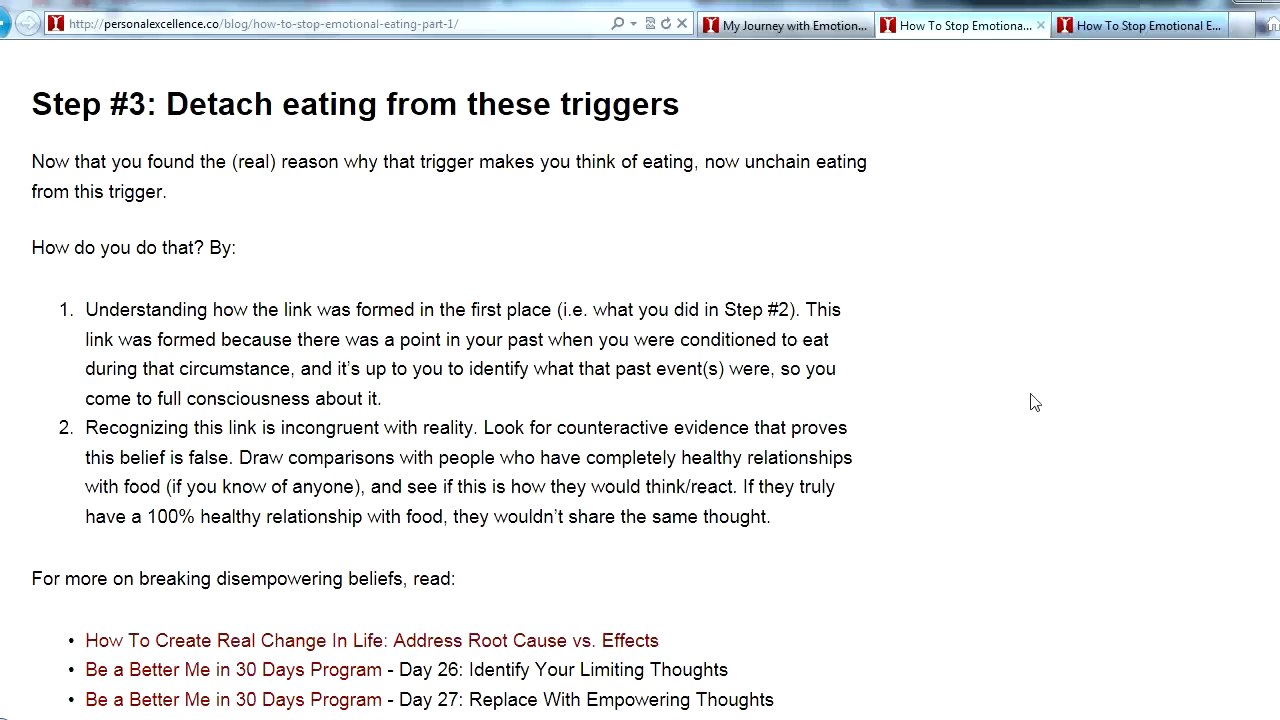 http://personalexcellence.co/blog/how-to-stop-emotional-eating-part-1/
My Journey with Emotion...
How To Stop Emotiona...
How To Stop Emotional E...
Step #3: Detach eating from these triggers
Now that you found the (real) reason why that trigger makes you think of eating, now unchain eating
from this trigger.
How do you do that? By:
1. Understanding how the link was formed in the first place (i.e. what you did in Step #2). This
link was formed because there was a point in your past when you were conditioned to eat
during that circumstance, and it’s up to you to identify what that past event(s) were, so you
come to full consciousness about it.
2. Recognizing this link is incongruent with reality. Look for counteractive evidence that proves
this belief is false. Draw comparisons with people who have completely healthy relationships
with food (if you know of anyone), and see if this is how they would think/react. If they truly
have a 100% healthy relationship with food, they wouldn’t share the same thought.
For more on breaking disempowering beliefs, read:
• How To Create Real Change In Life: Address Root Cause vs. Effects
• Be a Better Me in 30 Days Program - Day 26: Identify Your Limiting Thoughts
• Be a Better Me in 30 Days Program - Day 27: Replace With Empowering Thoughts